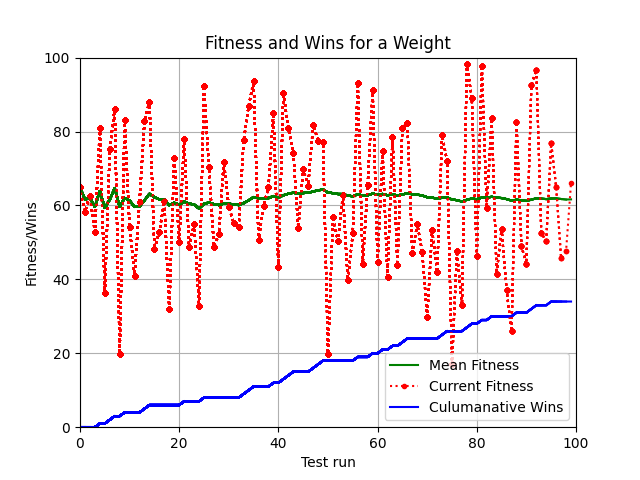 Fitness and Wins for a Weight
100
80
60
40
20
0
Fitness/Wins
0 20 40 60 80 100
Test run
Mean Fitness
Current Fitness
Culumanative Wins